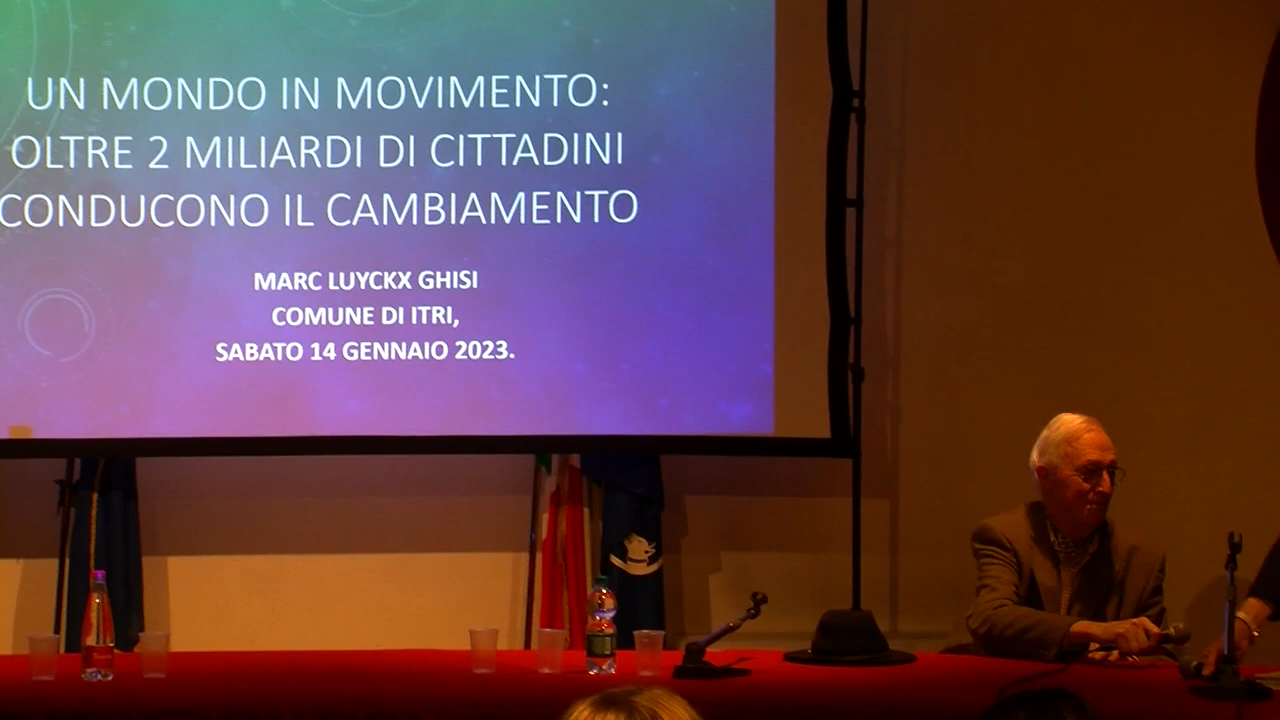 UN MONDO IN MOVIMENTO:
OLTRE 2 MILIARDI DI CITTADINI
CONDUCONO IL CAMBIAMENTO
MARC LUYCKX GHISI
COMUNE DI ITRI,
SABATO 14 GENNAIO 2023.